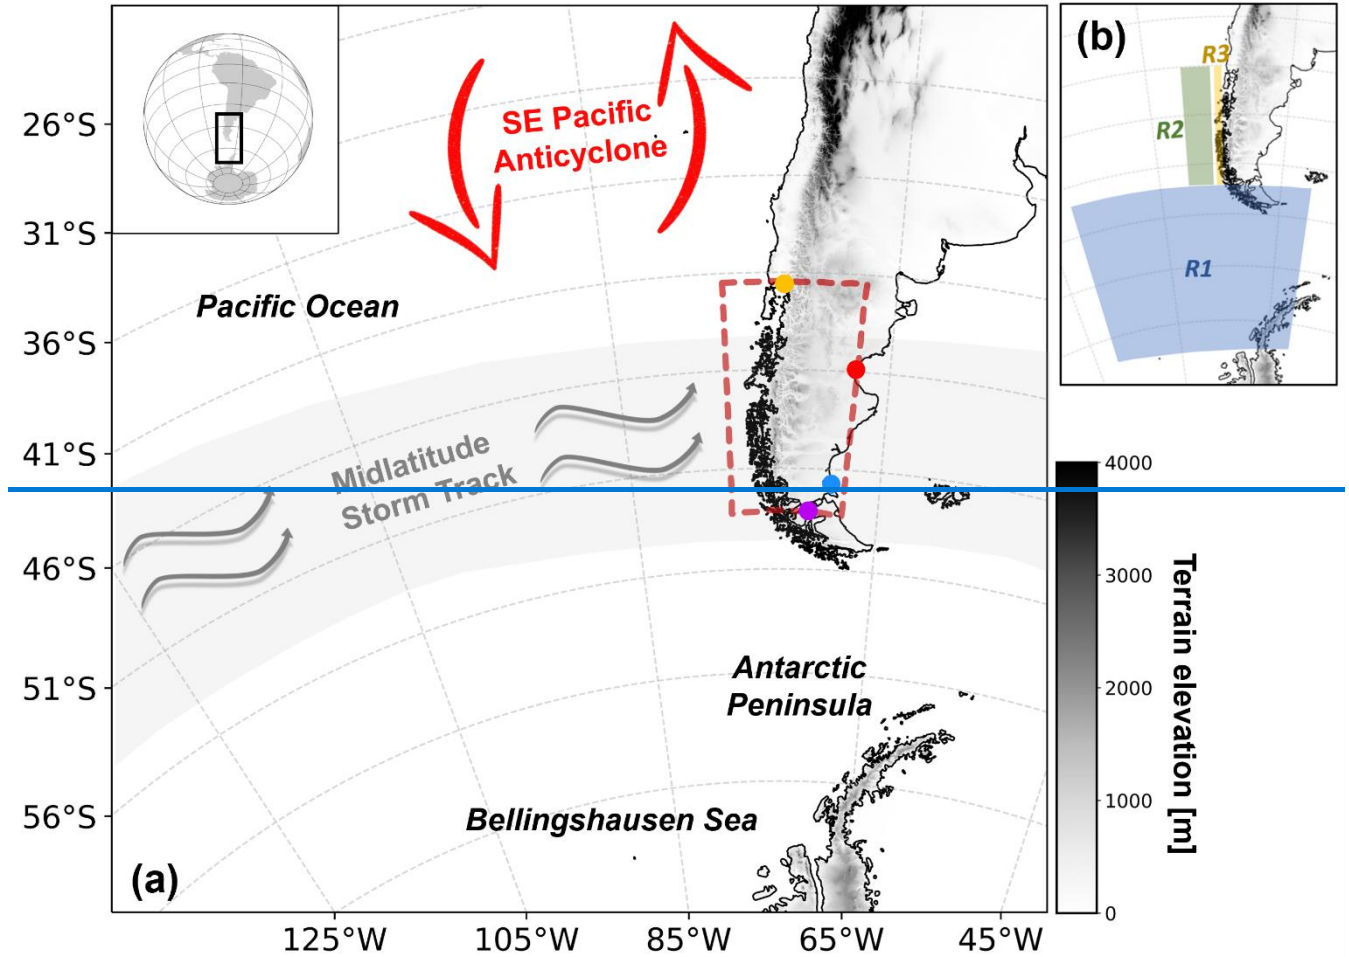 SE Pacific
Anticyclone
Pacific Ocean
Midlatitude
Storm Track
Antarctic
Peninsula
Bellingshausen Sea
(a)
26°S
31°S
36°S
41°S
46°S
51°S
56°S
125°W
105°W
85°W
65°W
45°W
(b)
R3
R2
R1
4000
3000
2000
1000
0
Terrain elevation [m]